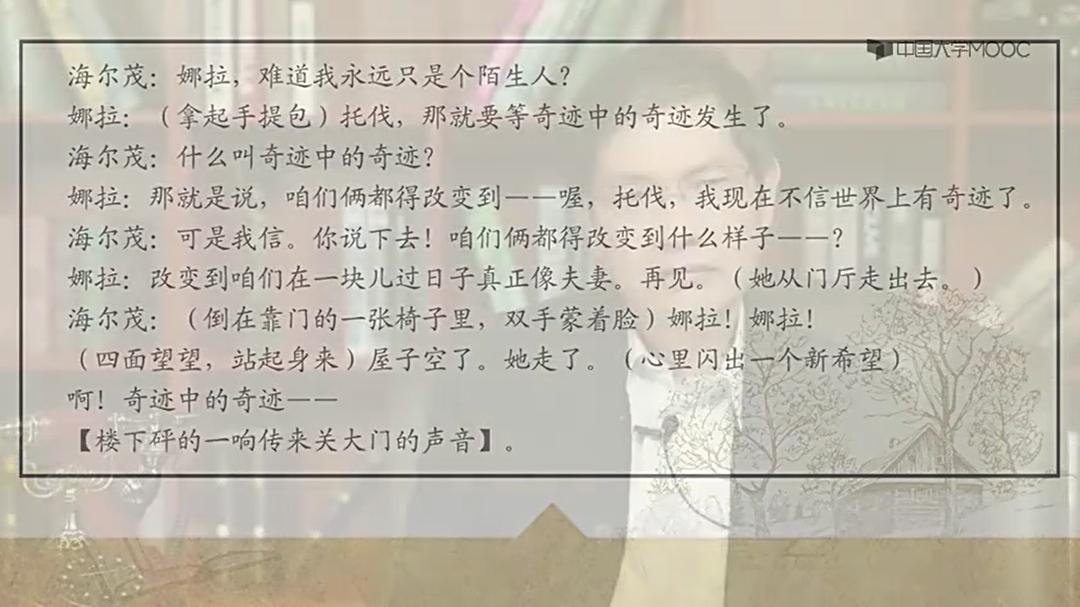 中国大学MOOC
海尔茂：娜拉，难道我永远只是个陌生人？
娜拉：（拿起手提包）托伐，那就要等奇迹中的奇迹发生了。
海尔茂：什么叫奇迹中的奇迹？
娜拉：那就是说，咱们俩都得改变到——喔，托伐，我现在不信世界上有奇迹了。
海尔茂：可是我信。你说下去！咱们俩都得改变到什么样子——？
娜拉：改变到咱们在一块儿过日子真正像夫妻。再见。（她从门厅走出去。）
海尔茂：（倒在靠门的一张椅子里，双手蒙着脸）娜拉！娜拉！
（四面望望，站起身来）屋子空了。她走了。（心里闪出一个新希望）
啊！奇迹中的奇迹——
【楼下砰的一响传来关大门的声音】。